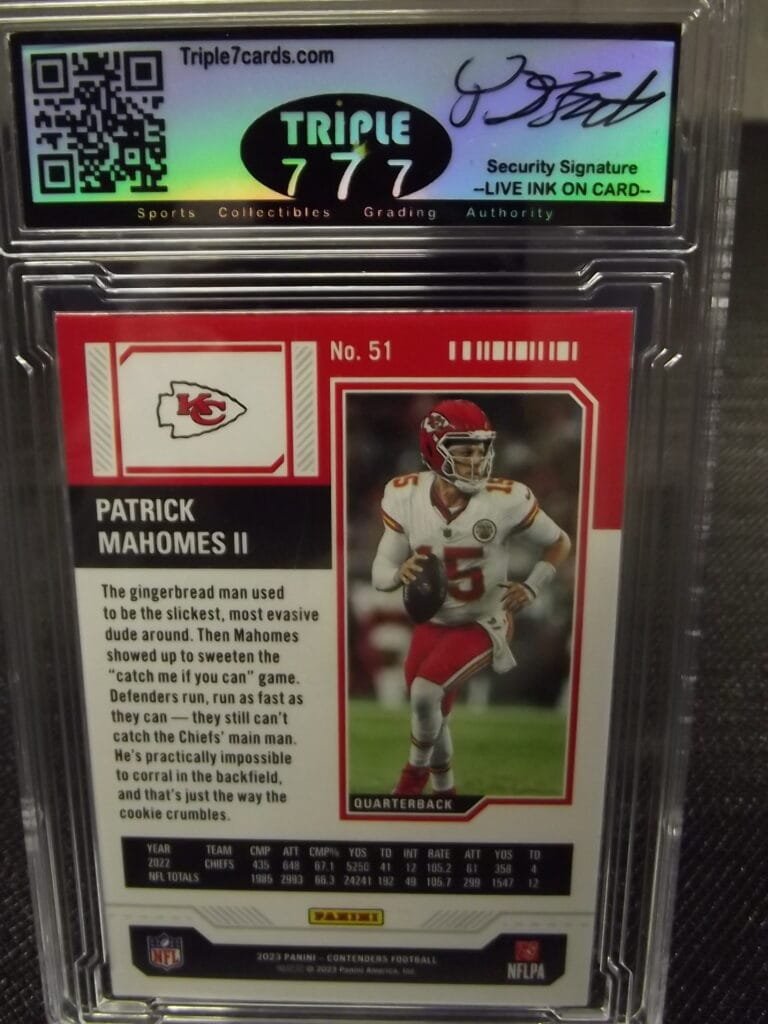 Triple7cards.com
TRIPLE
7 7 7
Security Signature
--LIVE INK ON CARD--
Sports Collectibles Grading Authority
No. 51
KC
PATRICK
MAHOMES II
The gingerbread man used
to be the slickest, most evasive
dude around. Then Mahomes
showed up to sweeten the
“catch me if you can” game.
Defenders run, run as fast as
they can — they still can't
catch the Chiefs' main man.
He's practically impossible
to corral in the backfield,
and that's just the way the
cookie crumbles.
15
15
15
QUARTERBACK
YEAR TEAM CMP ATT CMP% YDS TD INT RATE ATT YDS TD
2022 CHIEFS 435 648 67.1 5250 41 12 105.2 61 358 4
NFL TOTALS 1985 2993 66.3 24241 192 49 105.7 299 1547 12
PANINI
NFL
2023 PANINI - CONTENDERS FOOTBALL
© 2023 Panini America, Inc.
NFLPA